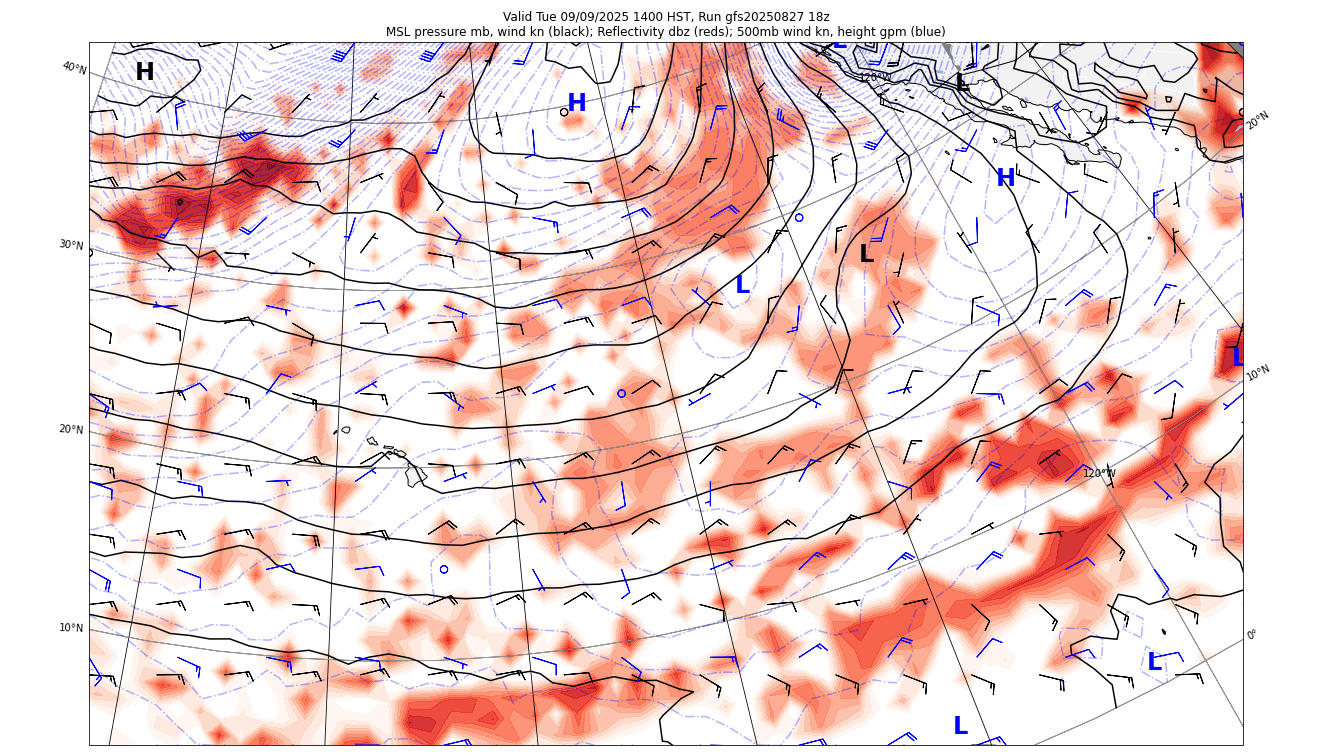 Valid Tue 09/09/2025 1400 HST, Run gfs20250827 18z
MSL pressure mb, wind kn (black); Reflectivity dbz (reds); 500mb wind kn, height gpm (blue)
L
40°N
H
120°W
L
H
20°N
H
30°N
L
L
L
10°N
20°N
120°W
10°N
0°
L
L